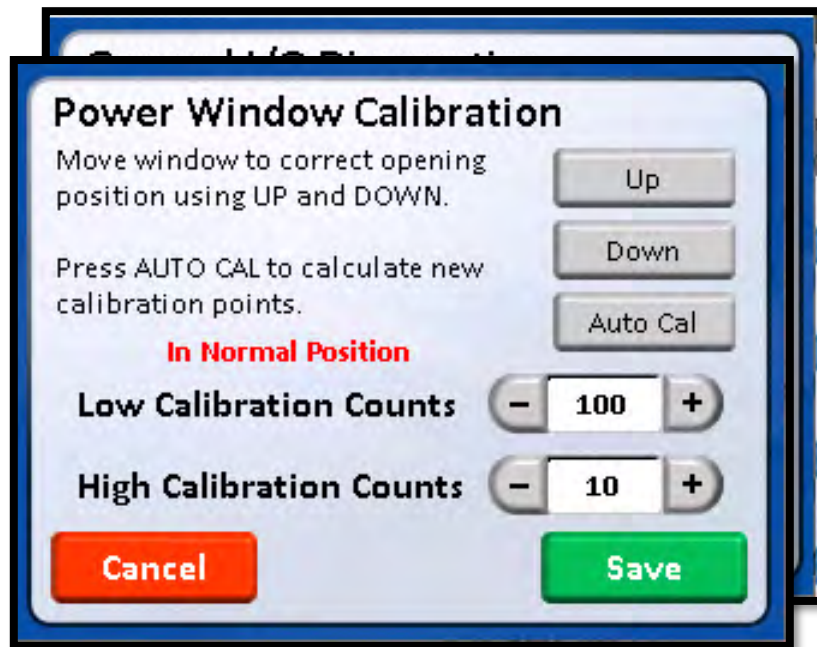 Power Window Calibration
Move window to correct opening
position using UP and DOWN.
Up
Down
Press AUTO CAL to calculate new
calibration points.
Auto Cal
In Normal Position
Low Calibration Counts - 100 +
High Calibration Counts - 10 +
Cancel
Save